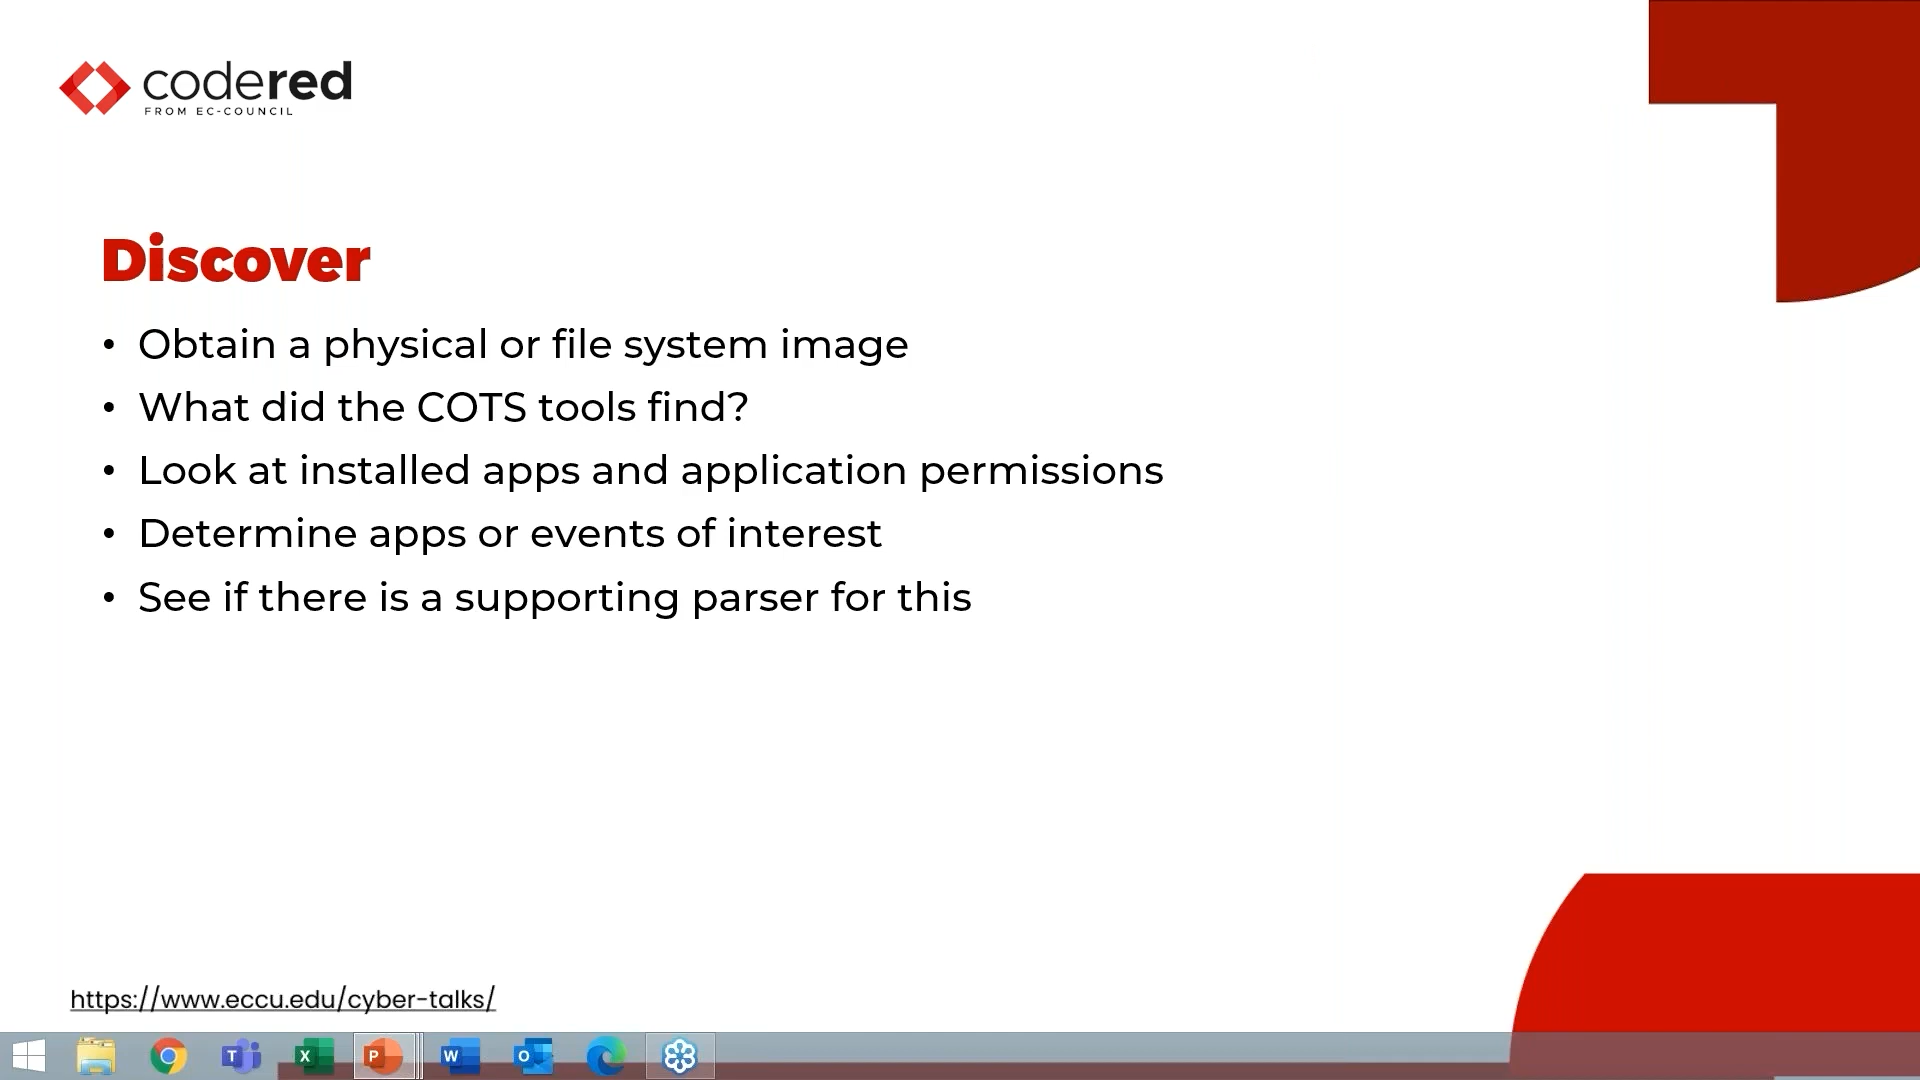 codered
FROM EC-COUNCIL
Discover
• Obtain a physical or file system image
• What did the COTS tools find?
• Look at installed apps and application permissions
• Determine apps or events of interest
• See if there is a supporting parser for this
https://www.eccu.edu/cyber-talks/
T X P W O